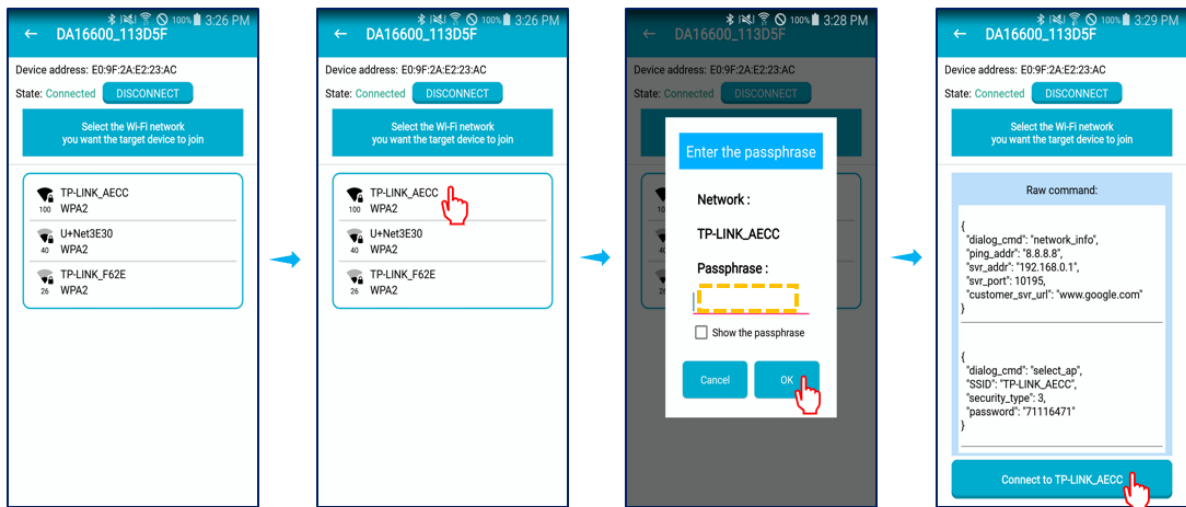 100% 3:26 PM
← DA16600_113D5F
Device address: E0:9F:2A:E2:23:AC
State: Connected DISCONNECT
Select the Wi-Fi network
you want the target device to join
TP-LINK_AECC
100 WPA2
U+Net3E30
40 WPA2
TP-LINK_F62E
26 WPA2
100% 3:26 PM
← DA16600_113D5F
Device address: E0:9F:2A:E2:23:AC
State: Connected DISCONNECT
Select the Wi-Fi network
you want the target device to join
TP-LINK_AECC
100 WPA2
U+Net3E30
40 WPA2
TP-LINK_F62E
26 WPA2
100% 3:28 PM
← DA16600_113D5F
Device address: E0:9F:2A:E2:23:AC
State: Connected DISCONNECT
Enter the passphrase
Network :
TP-LINK_AECC
Passphrase :
Show the passphrase
Cancel OK
100% 3:29 PM
← DA16600_113D5F
Device address: E0:9F:2A:E2:23:AC
State: Connected DISCONNECT
Select the Wi-Fi network
you want the target device to join
Raw command:
{
"dialog_cmd": "network_info",
"ping_addr": "8.8.8.8",
"svr_addr": "192.168.0.1",
"svr_port": 10195,
"customer_svr_url": "www.google.com"
}
{
"dialog_cmd": "select_ap",
"SSID": "TP-LINK_AECC",
"security_type": 3,
"password": "71116471"
}
Connect to TP-LINK_AECC